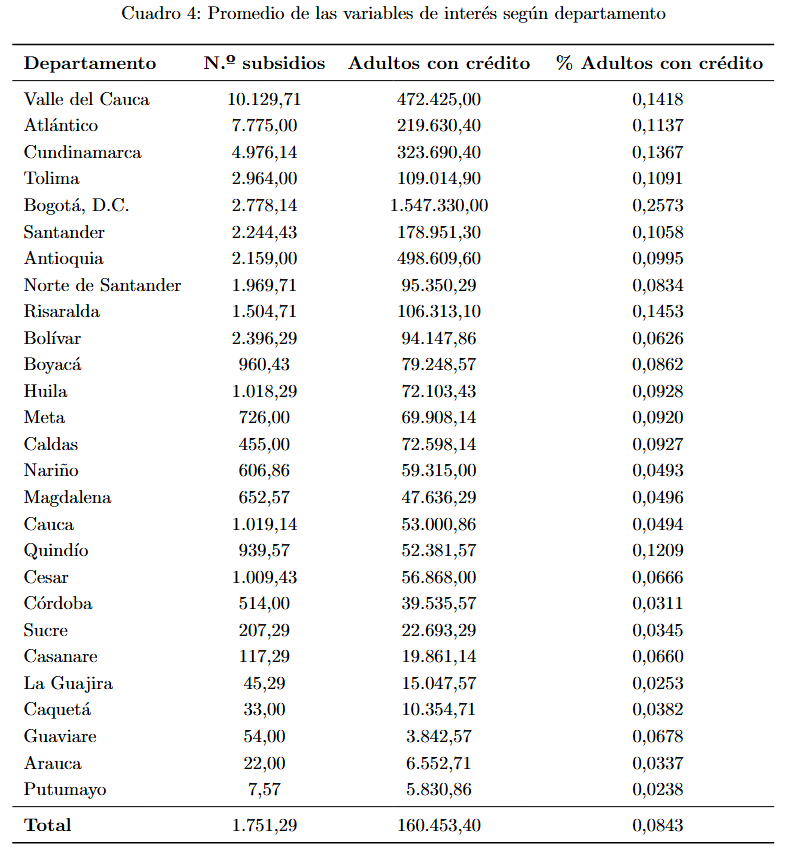 Cuadro 4: Promedio de las variables de interés según departamento
Departamento N.º subsidios Adultos con crédito % Adultos con crédito
Valle del Cauca 10.129,71 472.425,00 0,1418
Atlántico 7.775,00 219.630,40 0,1137
Cundinamarca 4.976,14 323.690,40 0,1367
Tolima 2.964,00 109.014,90 0,1091
Bogotá, D.C. 2.778,14 1.547.330,00 0,2573
Santander 2.244,43 178.951,30 0,1058
Antioquia 2.159,00 498.609,60 0,0995
Norte de Santander 1.969,71 95.350,29 0,0834
Risaralda 1.504,71 106.313,10 0,1453
Bolívar 2.396,29 94.147,86 0,0626
Boyacá 960,43 79.248,57 0,0862
Huila 1.018,29 72.103,43 0,0928
Meta 726,00 69.908,14 0,0920
Caldas 455,00 72.598,14 0,0927
Nariño 606,86 59.315,00 0,0493
Magdalena 652,57 47.636,29 0,0496
Cauca 1.019,14 53.000,86 0,0494
Quindío 939,57 52.381,57 0,1209
Cesar 1.009,43 56.868,00 0,0666
Córdoba 514,00 39.535,57 0,0311
Sucre 207,29 22.693,29 0,0345
Casanare 117,29 19.861,14 0,0660
La Guajira 45,29 15.047,57 0,0253
Caquetá 33,00 10.354,71 0,0382
Guaviare 54,00 3.842,57 0,0678
Arauca 22,00 6.552,71 0,0337
Putumayo 7,57 5.830,86 0,0238
Total 1.751,29 160.453,40 0,0843